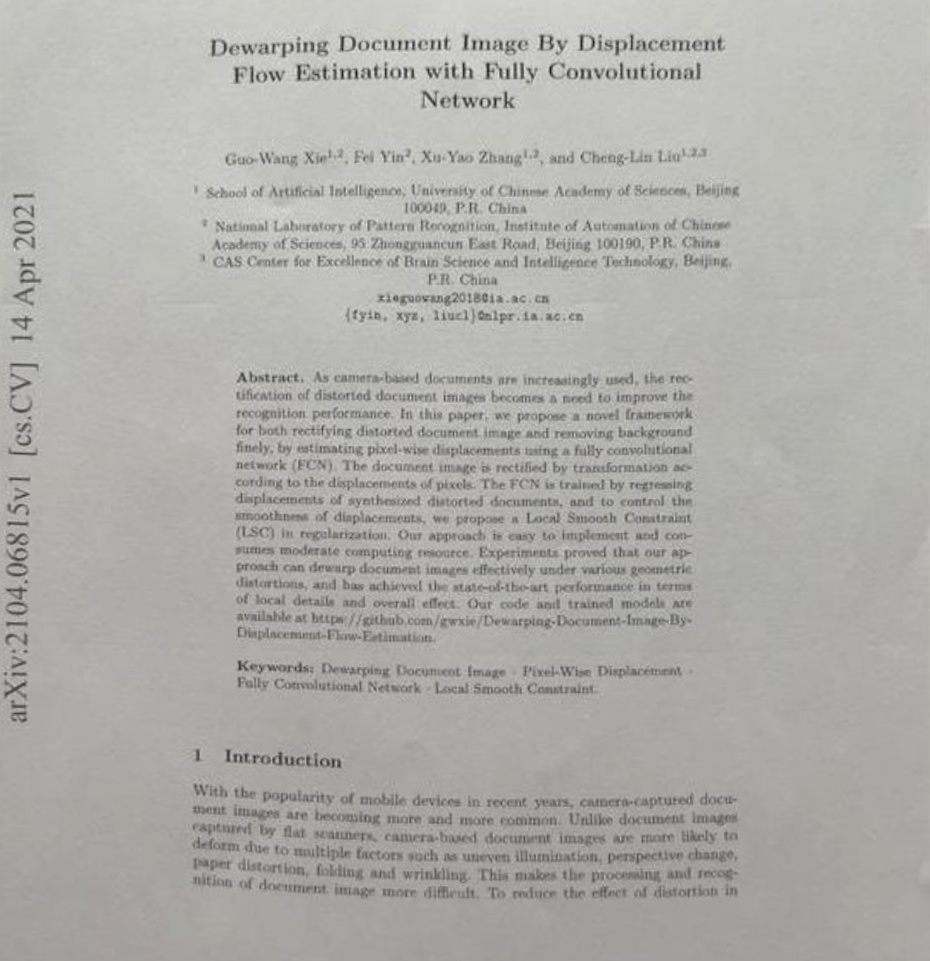 arXiv:2104.06815v1 [cs.CV] 14 Apr 2021
Dewarping Document Image By Displacement
Flow Estimation with Fully Convolutional
Network
Guo-Wang Xie1,2, Fei Yin2, Xu-Yao Zhang1,2, and Cheng-Lin Liu1,2,3
1 School of Artificial Intelligence, University of Chinese Academy of Sciences, Beijing
100049, P.R. China
2 National Laboratory of Pattern Recognition, Institute of Automation of Chinese
Academy of Sciences, 95 Zhongguancun East Road, Beijing 100190, P.R. China
3 CAS Center for Excellence of Brain Science and Intelligence Technology, Beijing,
P.R. China
xieguowang2018@ia.ac.cn
{fyin, xyz, liucl}@nlpr.ia.ac.cn
Abstract. As camera-based documents are increasingly used, the rec-
tification of distorted document images becomes a need to improve the
recognition performance. In this paper, we propose a novel framework
for both rectifying distorted document image and removing background
finely, by estimating pixel-wise displacements using a fully convolutional
network (FCN). The document image is rectified by transformation ac-
cording to the displacements of pixels. The FCN is trained by regressing
displacements of synthesized distorted documents, and to control the
smoothness of displacements, we propose a Local Smooth Constraint
(LSC) in regularization. Our approach is easy to implement and con-
sumes moderate computing resource. Experiments proved that our ap-
proach can dewarp document images effectively under various geometric
distortions, and has achieved the state-of-the-art performance in terms
of local details and overall effect. Our code and trained models are
available at https://github.com/gwxie/Dewarping-Document-Image-By-
Displacement-Flow-Estimation.
Keywords: Dewarping Document Image · Pixel-Wise Displacement ·
Fully Convolutional Network · Local Smooth Constraint.
1 Introduction
With the popularity of mobile devices in recent years, camera-captured docu-
ment images are becoming more and more common. Unlike document images
captured by flat scanners, camera-based document images are more likely to
deform due to multiple factors such as uneven illumination, perspective change,
paper distortion, folding and wrinkling. This makes the processing and recog-
nition of document image more difficult. To reduce the effect of distortion in